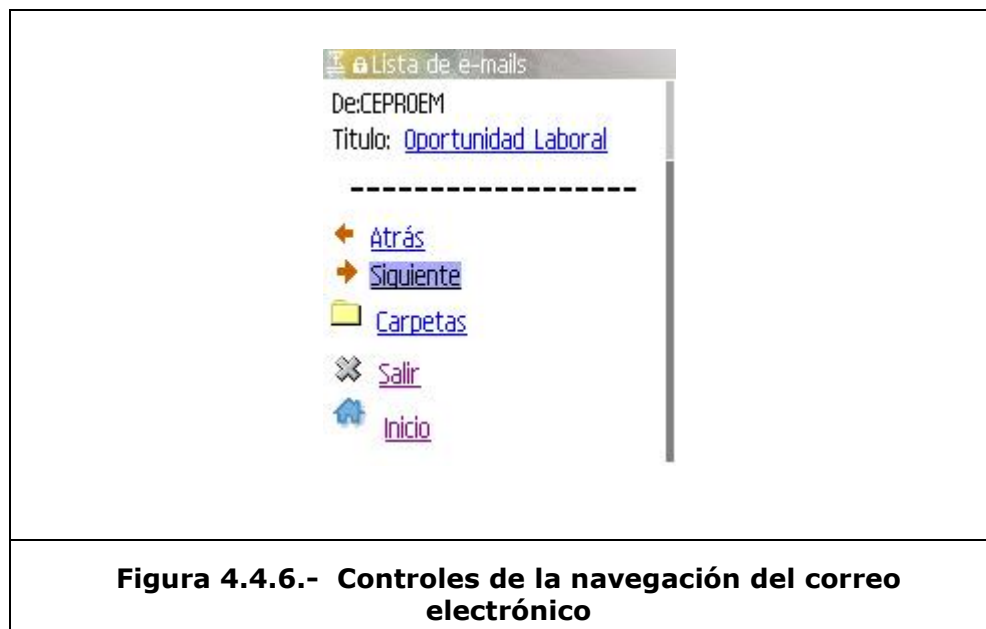 Lista de e-mails
De:CEPROEM
Titulo: Oportunidad Laboral
------------------
Atrás
Siguiente
Carpetas
Salir
Inicio
Figura 4.4.6.- Controles de la navegación del correo
electrónico